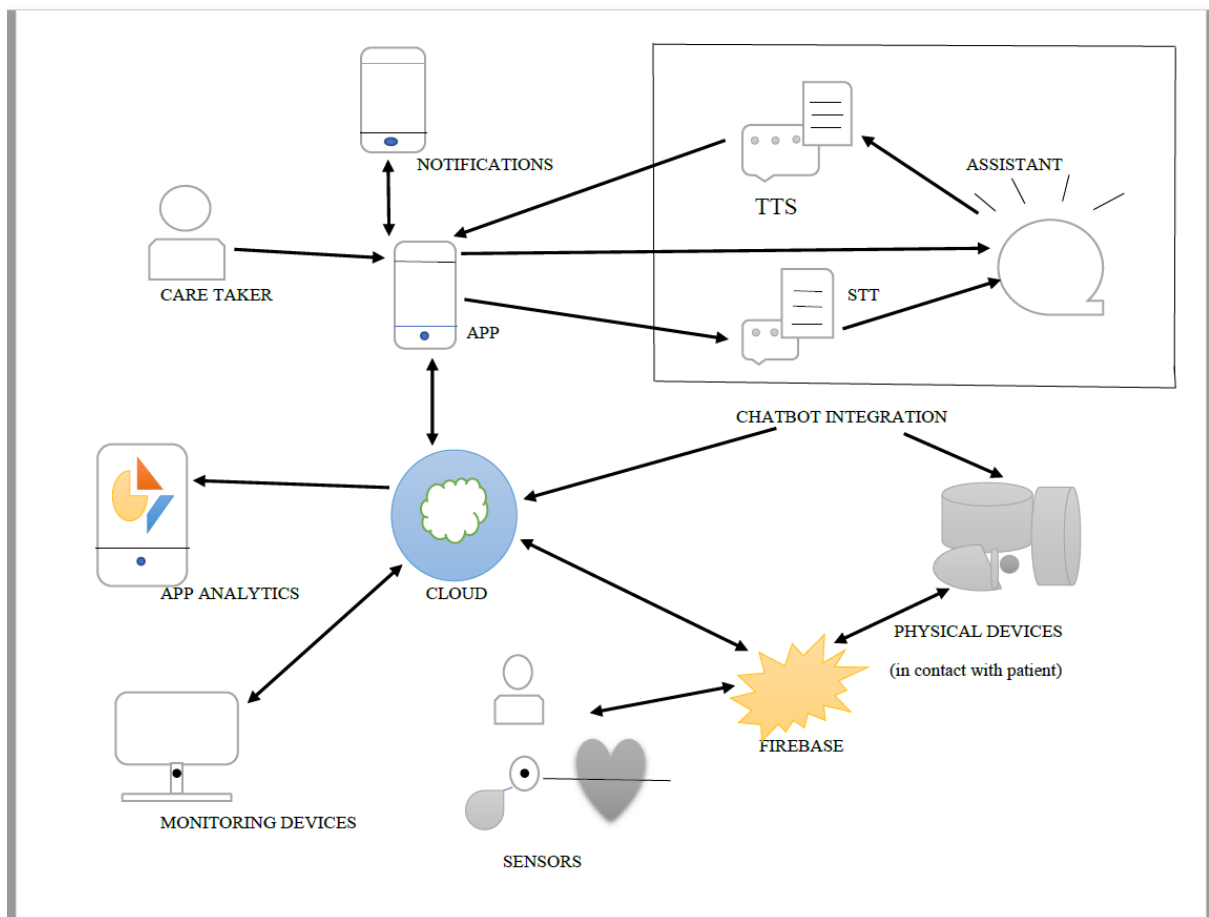 NOTIFICATIONS
ASSISTANT
TTS
CARE TAKER
STT
APP
CHATBOT INTEGRATION
APP ANALYTICS
CLOUD
PHYSICAL DEVICES
(in contact with patient)
FIREBASE
MONITORING DEVICES
SENSORS